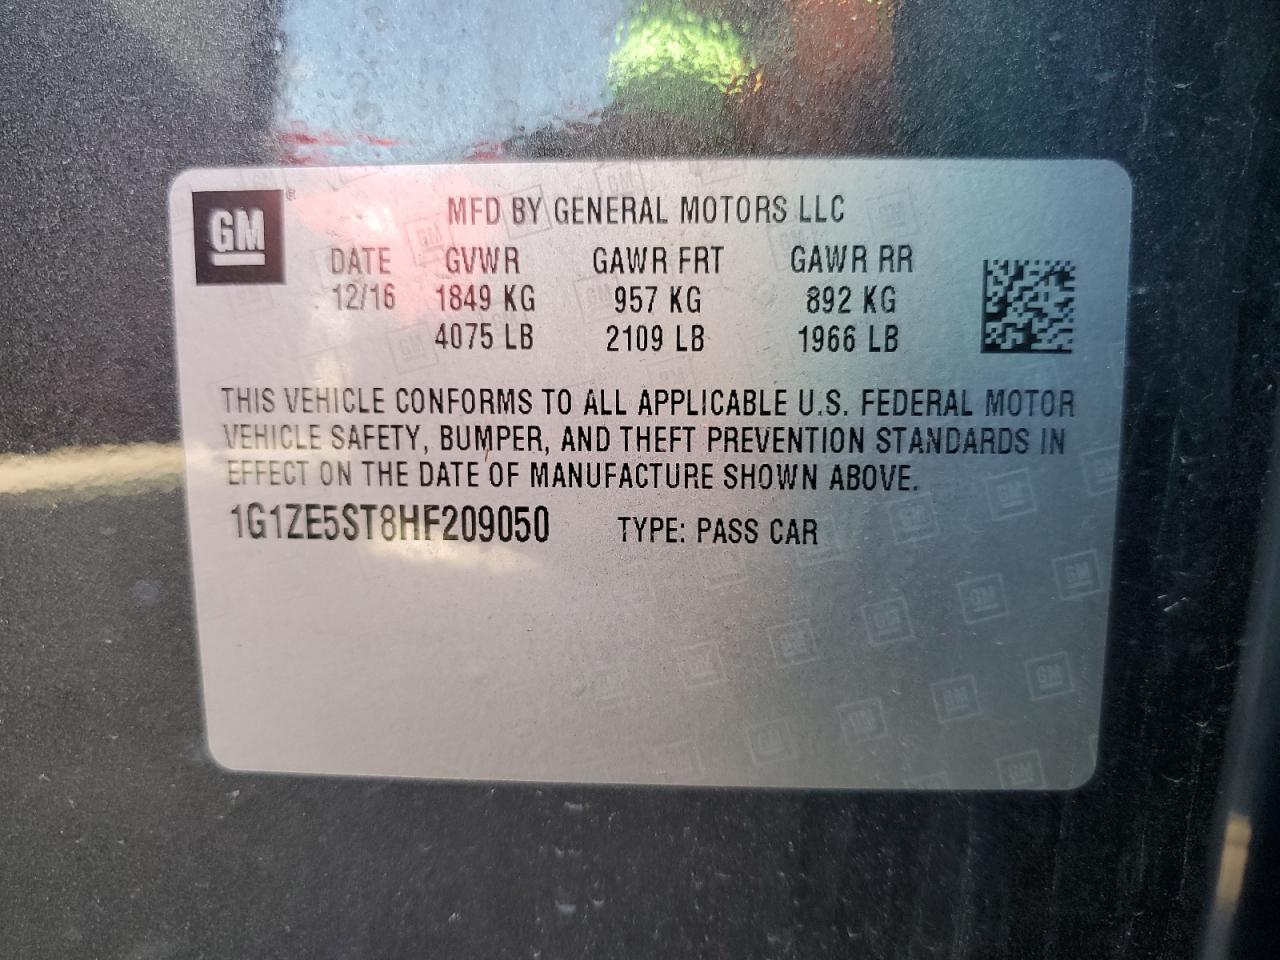 GM ® MFD BY GENERAL MOTORS LLC
DATE GVWR GAWR FRT GAWR RR
12/16 1849 KG 957 KG 892 KG
4075 LB 2109 LB 1966 LB
THIS VEHICLE CONFORMS TO ALL APPLICABLE U.S. FEDERAL MOTOR
VEHICLE SAFETY, BUMPER, AND THEFT PREVENTION STANDARDS IN
EFFECT ON THE DATE OF MANUFACTURE SHOWN ABOVE.
1G1ZE5ST8HF209050 TYPE: PASS CAR